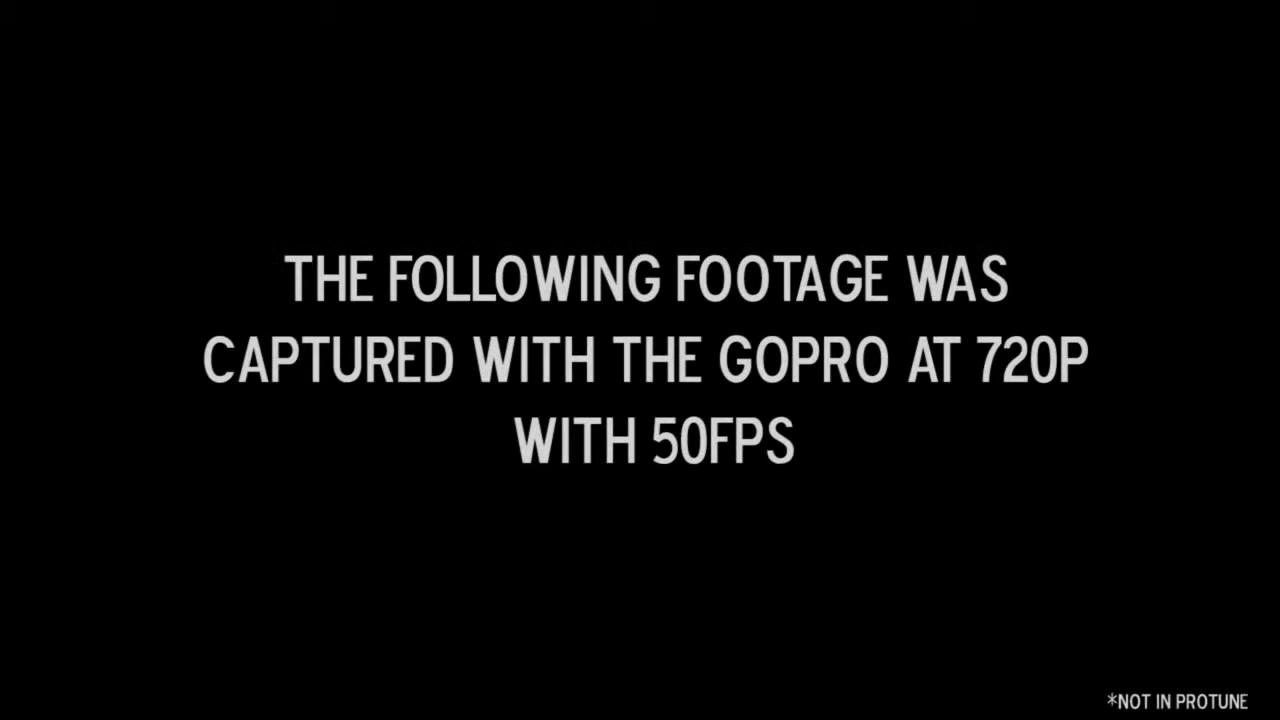 THE FOLLOWING FOOTAGE WAS
CAPTURED WITH THE GOPRO AT 720P
WITH 50FPS
*NOT IN PROTUNE